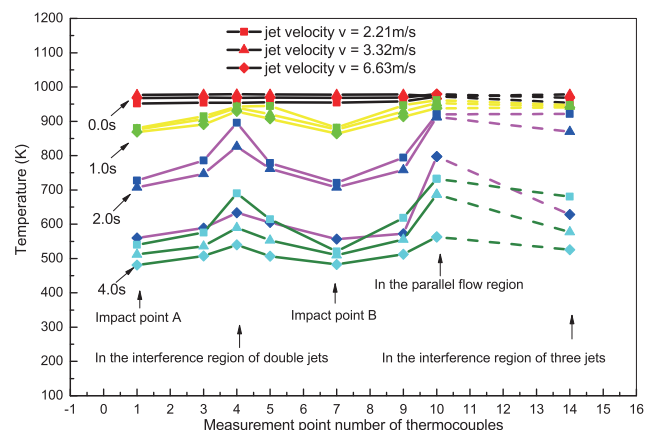 1200
1100
1000
900
800
700
600
500
400
300
200
100
Temperature (K)
jet velocity v = 2.21m/s
jet velocity v = 3.32m/s
jet velocity v = 6.63m/s
0.0s
1.0s
2.0s
4.0s
Impact point A
Impact point B
In the parallel flow region
In the interference region of double jets
In the interference region of three jets
-1 0 1 2 3 4 5 6 7 8 9 10 11 12 13 14 15 16
Measurement point number of thermocouples